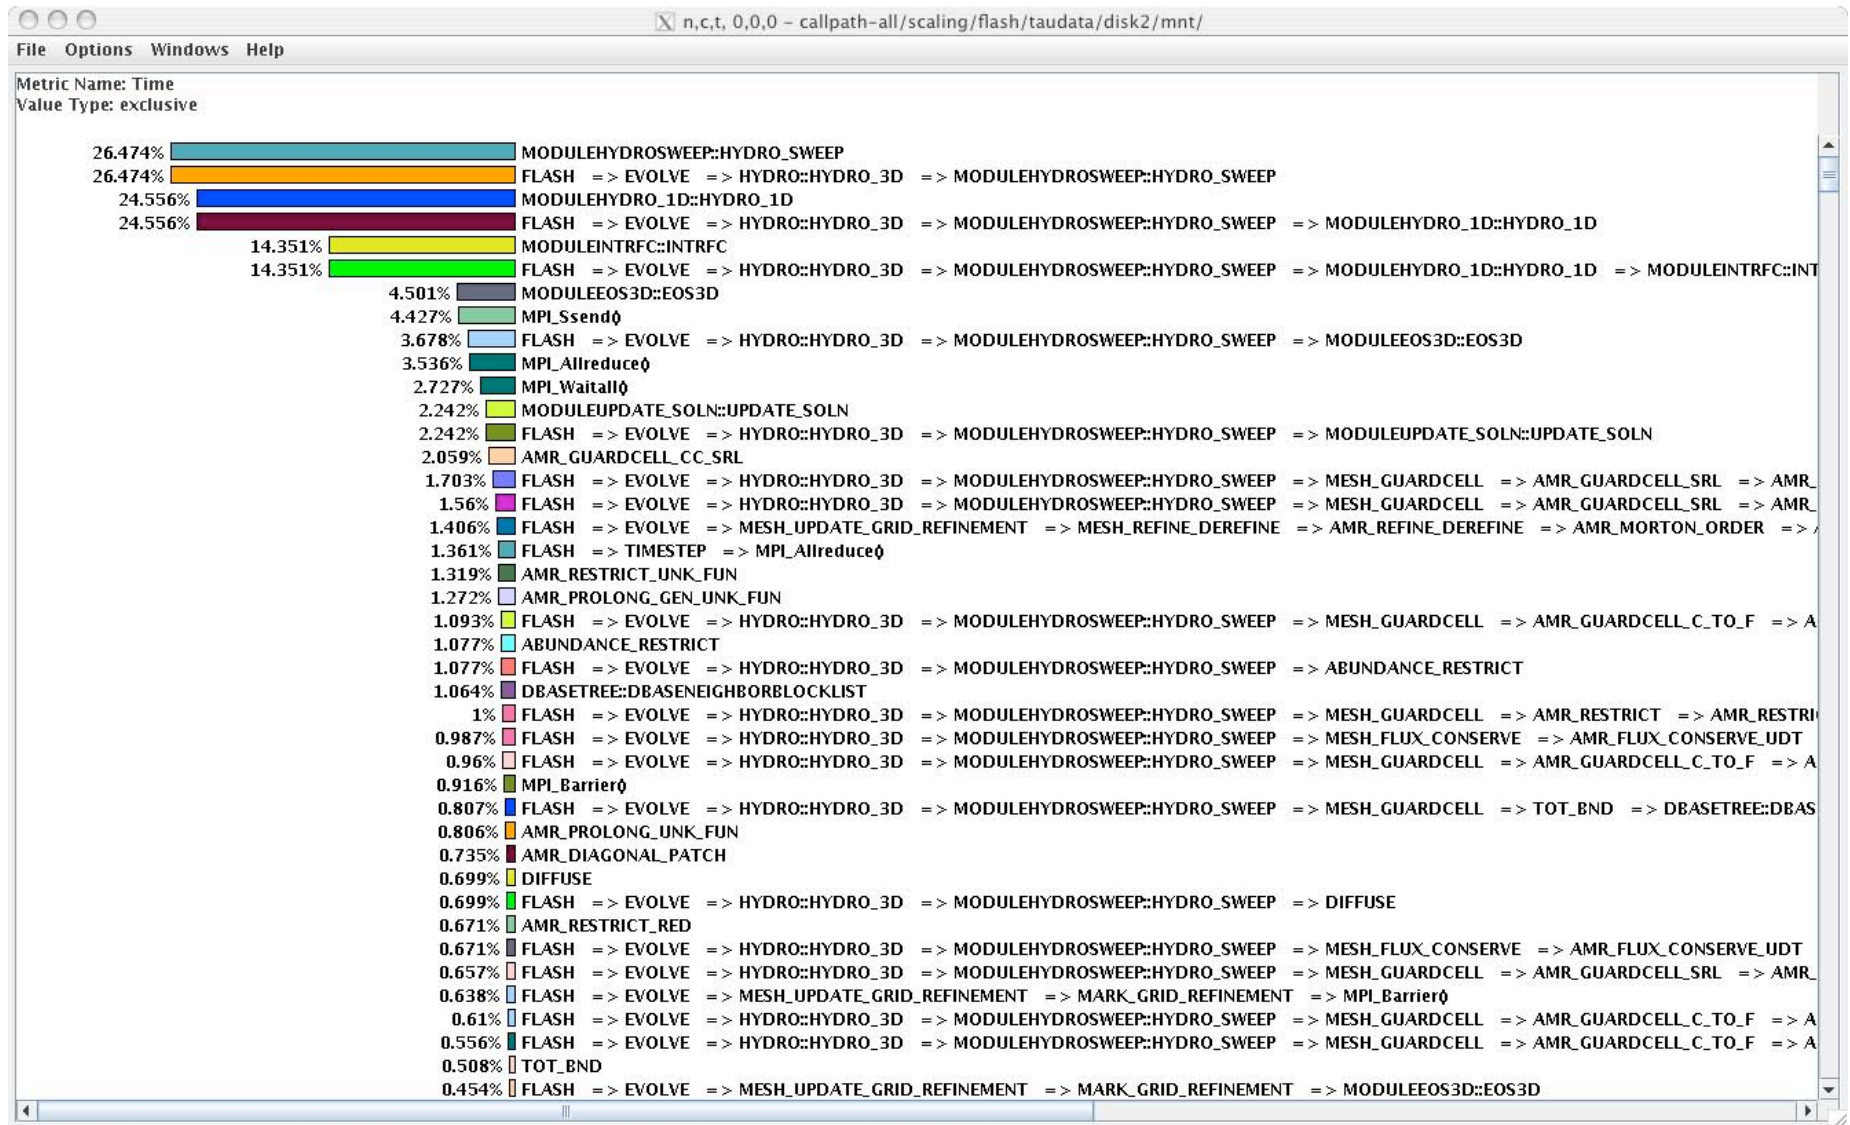 n,c,t, 0,0,0 – callpath-all/scaling/flash/taudata/disk2/mnt/
File Options Windows Help
Metric Name: Time
Value Type: exclusive
26.474% MODULEHYDROSWEEP::HYDRO_SWEEP
26.474% FLASH => EVOLVE => HYDRO::HYDRO_3D => MODULEHYDROSWEEP::HYDRO_SWEEP
24.556% MODULEHYDRO_1D::HYDRO_1D
24.556% FLASH => EVOLVE => HYDRO::HYDRO_3D => MODULEHYDROSWEEP::HYDRO_SWEEP => MODULEHYDRO_1D::HYDRO_1D
14.351% MODULEINTRFC::INTRFC
14.351% FLASH => EVOLVE => HYDRO::HYDRO_3D => MODULEHYDROSWEEP::HYDRO_SWEEP => MODULEHYDRO_1D::HYDRO_1D => MODULEINTRFC::INT
4.501% MODULEEOS3D::EOS3D
4.427% MPI_Ssend()
3.678% FLASH => EVOLVE => HYDRO::HYDRO_3D => MODULEHYDROSWEEP::HYDRO_SWEEP => MODULEEOS3D::EOS3D
3.536% MPI_Allreduce()
2.727% MPI_Waitall()
2.242% MODULEUPDATE_SOLN::UPDATE_SOLN
2.242% FLASH => EVOLVE => HYDRO::HYDRO_3D => MODULEHYDROSWEEP::HYDRO_SWEEP => MODULEUPDATE_SOLN::UPDATE_SOLN
2.059% AMR_GUARDCELL_CC_SRL
1.703% FLASH => EVOLVE => HYDRO::HYDRO_3D => MODULEHYDROSWEEP::HYDRO_SWEEP => MESH_GUARDCELL => AMR_GUARDCELL_SRL => AMR_
1.56% FLASH => EVOLVE => HYDRO::HYDRO_3D => MODULEHYDROSWEEP::HYDRO_SWEEP => MESH_GUARDCELL => AMR_GUARDCELL_SRL => AMR_
1.406% FLASH => EVOLVE => MESH_UPDATE_GRID_REFINEMENT => MESH_REFINE_DEREFINE => AMR_REFINE_DEREFINE => AMR_MORTON_ORDER =>
1.361% FLASH => TIMESTEP => MPI_Allreduce()
1.319% AMR_RESTRICT_UNK_FUN
1.272% AMR_PROLONG_GEN_UNK_FUN
1.093% FLASH => EVOLVE => HYDRO::HYDRO_3D => MODULEHYDROSWEEP::HYDRO_SWEEP => MESH_GUARDCELL => AMR_GUARDCELL_C_TO_F => A
1.077% ABUNDANCE_RESTRICT
1.077% FLASH => EVOLVE => HYDRO::HYDRO_3D => MODULEHYDROSWEEP::HYDRO_SWEEP => ABUNDANCE_RESTRICT
1.064% DBASETREE::DBASENEIGHBORBLOCKLIST
1% FLASH => EVOLVE => HYDRO::HYDRO_3D => MODULEHYDROSWEEP::HYDRO_SWEEP => MESH_GUARDCELL => AMR_RESTRICT => AMR_RESTRI
0.987% FLASH => EVOLVE => HYDRO::HYDRO_3D => MODULEHYDROSWEEP::HYDRO_SWEEP => MESH_FLUX_CONSERVE => AMR_FLUX_CONSERVE_UDT
0.96% FLASH => EVOLVE => HYDRO::HYDRO_3D => MODULEHYDROSWEEP::HYDRO_SWEEP => MESH_GUARDCELL => AMR_GUARDCELL_C_TO_F => A
0.916% MPI_Barrier()
0.807% FLASH => EVOLVE => HYDRO::HYDRO_3D => MODULEHYDROSWEEP::HYDRO_SWEEP => MESH_GUARDCELL => TOT_BND => DBASETREE::DBAS
0.806% AMR_PROLONG_UNK_FUN
0.735% AMR_DIAGONAL_PATCH
0.699% DIFFUSE
0.699% FLASH => EVOLVE => HYDRO::HYDRO_3D => MODULEHYDROSWEEP::HYDRO_SWEEP => DIFFUSE
0.671% AMR_RESTRICT_RED
0.671% FLASH => EVOLVE => HYDRO::HYDRO_3D => MODULEHYDROSWEEP::HYDRO_SWEEP => MESH_FLUX_CONSERVE => AMR_FLUX_CONSERVE_UDT
0.657% FLASH => EVOLVE => HYDRO::HYDRO_3D => MODULEHYDROSWEEP::HYDRO_SWEEP => MESH_GUARDCELL => AMR_GUARDCELL_SRL => AMR_
0.638% FLASH => EVOLVE => MESH_UPDATE_GRID_REFINEMENT => MARK_GRID_REFINEMENT => MPI_Barrier()
0.61% FLASH => EVOLVE => HYDRO::HYDRO_3D => MODULEHYDROSWEEP::HYDRO_SWEEP => MESH_GUARDCELL => AMR_GUARDCELL_C_TO_F => A
0.556% FLASH => EVOLVE => HYDRO::HYDRO_3D => MODULEHYDROSWEEP::HYDRO_SWEEP => MESH_GUARDCELL => AMR_GUARDCELL_C_TO_F => A
0.508% TOT_BND
0.454% FLASH => EVOLVE => MESH_UPDATE_GRID_REFINEMENT => MARK_GRID_REFINEMENT => MODULEEOS3D::EOS3D